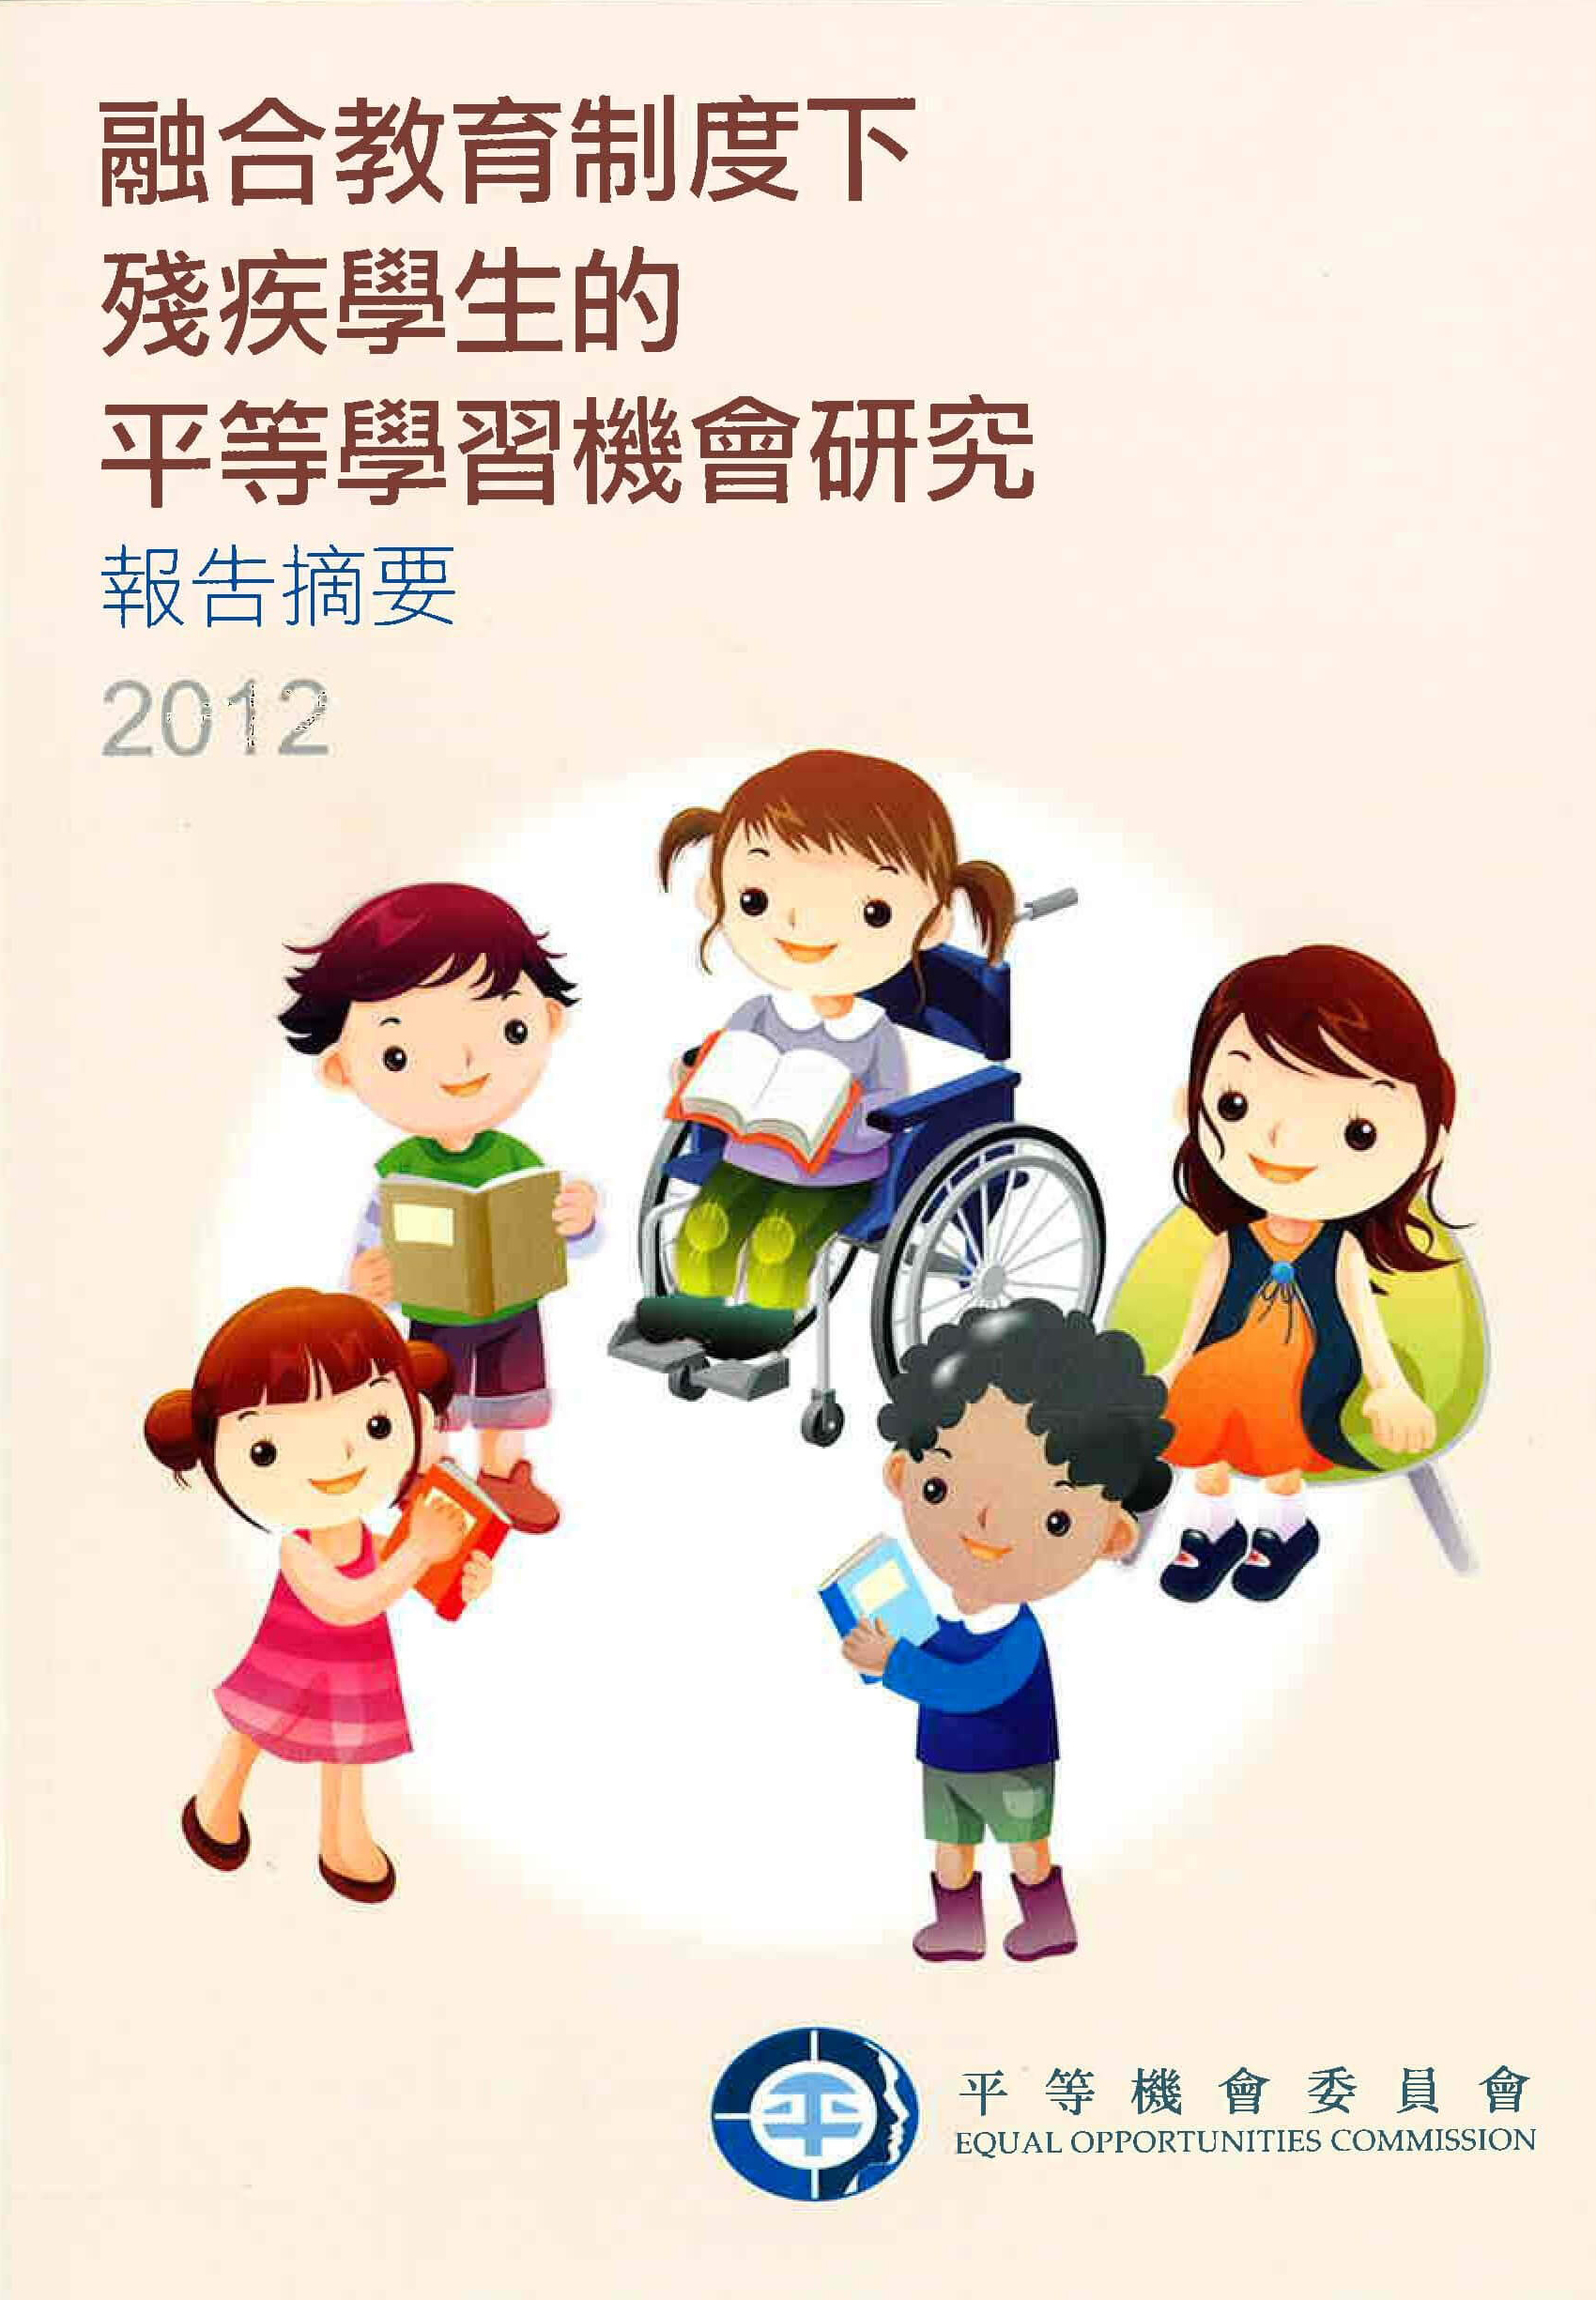 融合教育制度下
殘疾學生的
平等學習機會研究
報告摘要
2012
平等機會委員會
EQUAL OPPORTUNITIES COMMISSION